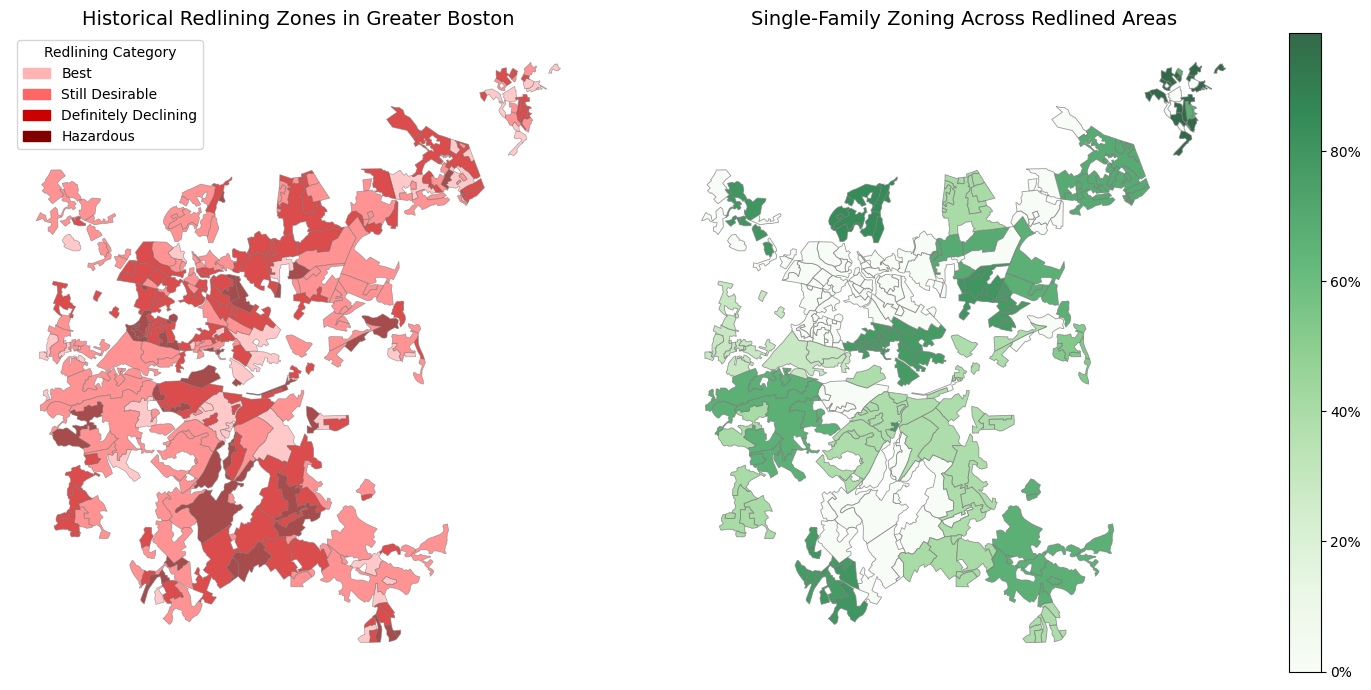 Historical Redlining Zones in Greater Boston
Redlining Category
Best
Still Desirable
Definitely Declining
Hazardous
Single-Family Zoning Across Redlined Areas
80%
60%
40%
20%
0%